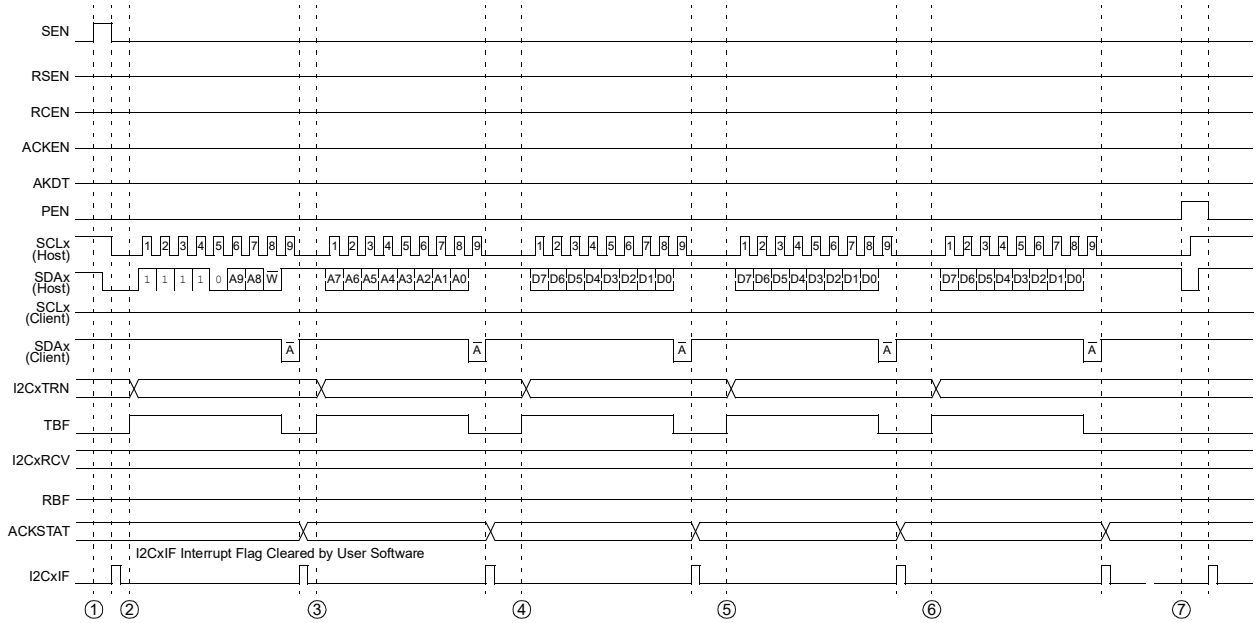 SEN
RSEN
RCEN
ACKEN
AKDT
PEN
SCLx
(Host)
1 2 3 4 5 6 7 8 9 1 2 3 4 5 6 7 8 9 1 2 3 4 5 6 7 8 9 1 2 3 4 5 6 7 8 9 1 2 3 4 5 6 7 8 9
SDAx
(Host)
1 1 1 1 0 A9 A8 W̅ A7 A6 A5 A4 A3 A2 A1 A0 D7 D6 D5 D4 D3 D2 D1 D0 D7 D6 D5 D4 D3 D2 D1 D0 D7 D6 D5 D4 D3 D2 D1 D0
SCLx
(Client)
SDAx
(Client)
A̅ A̅ A̅ A̅ A̅
I2CxTRN
TBF
I2CxRCV
RBF
ACKSTAT
I2CxIF Interrupt Flag Cleared by User Software
I2CxIF
① ② ③ ④ ⑤ ⑥ ⑦